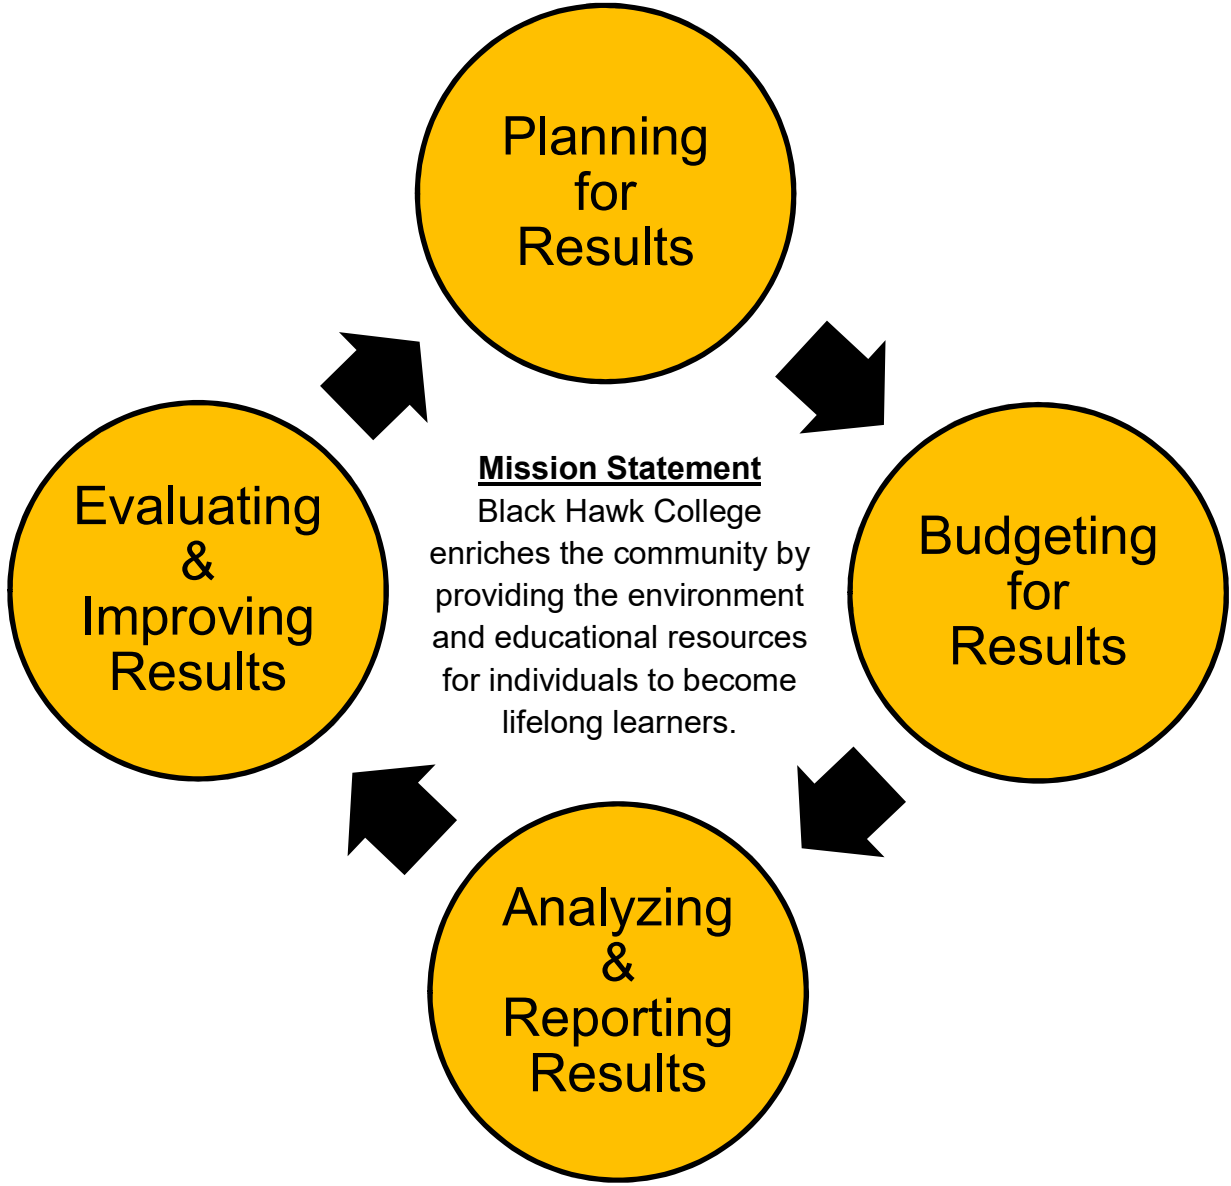 Planning
for
Results
Budgeting
for
Results
Analyzing
&
Reporting
Results
Evaluating
&
Improving
Results
Mission Statement
Black Hawk College
enriches the community by
providing the environment
and educational resources
for individuals to become
lifelong learners.